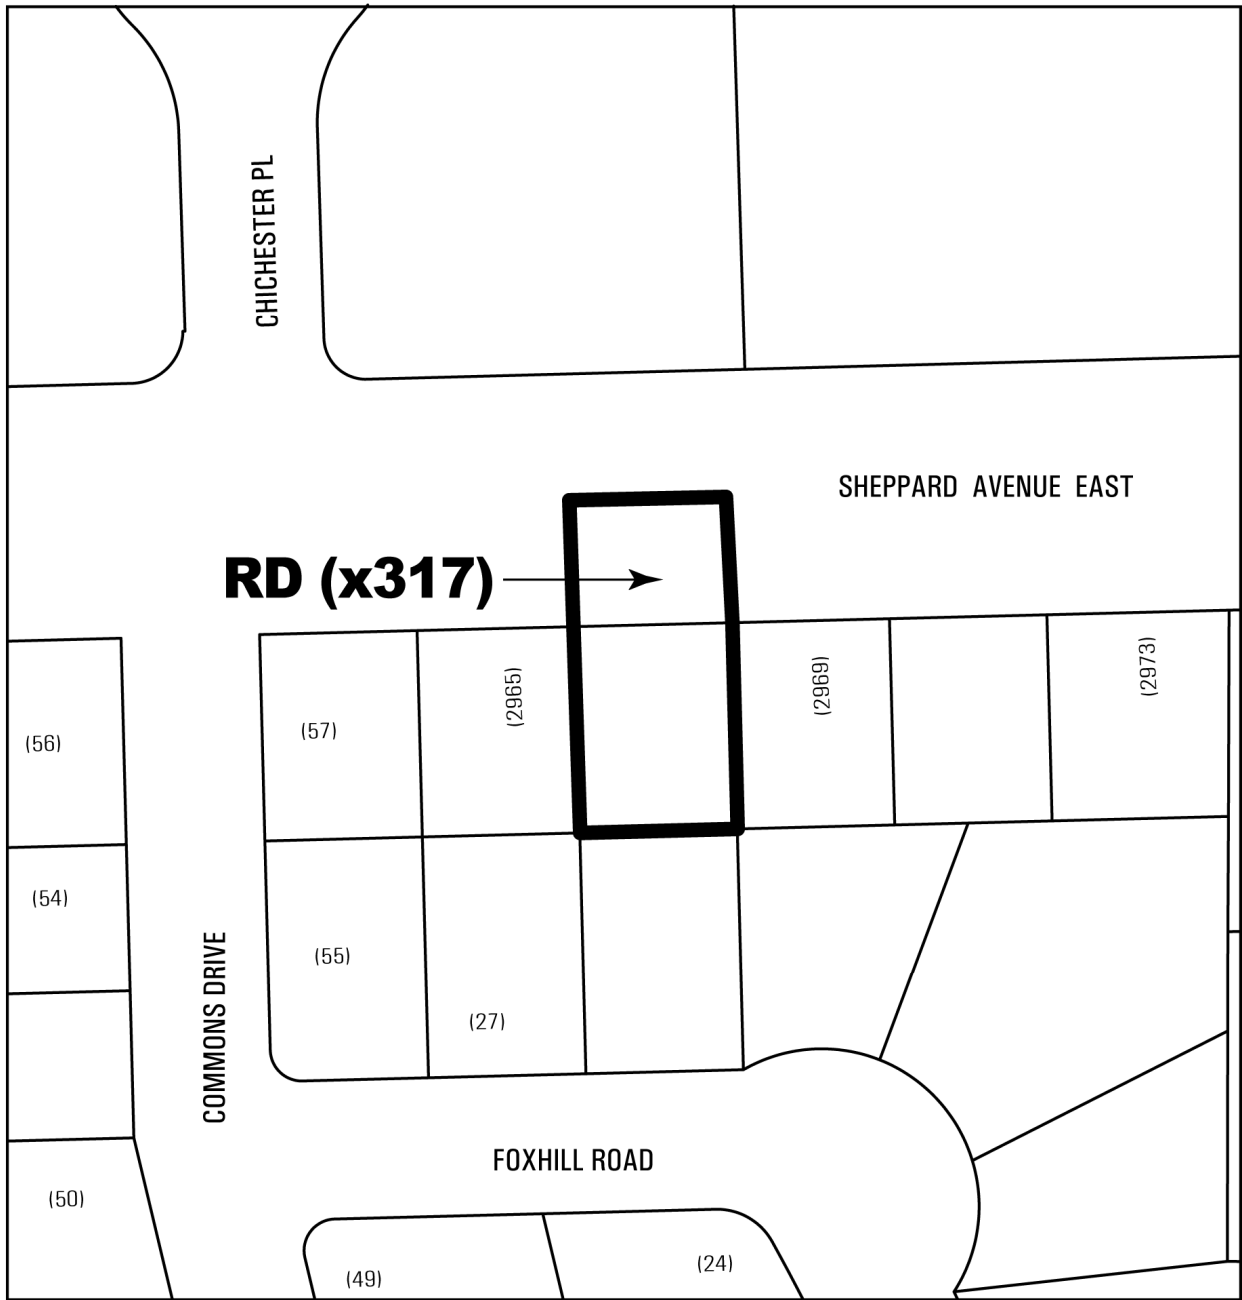 CHICHESTER PL
SHEPPARD AVENUE EAST
RD (x317)
(2965)
(2969)
(2973)
(57)
(56)
(54)
(55)
COMMONS DRIVE
(27)
FOXHILL ROAD
(50)
(24)
(49)